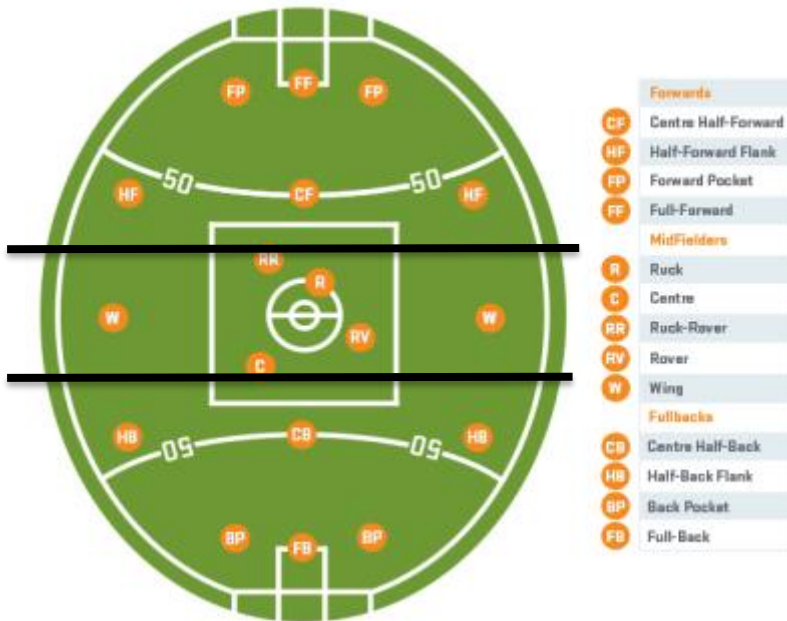 FP FF FP
50 50
HF CF HF
RR
R
W W
RV
C
HB CB HB
50 50
BP FB BP
Forwards
CF Centre Half-Forward
HF Half-Forward Flank
FP Forward Pocket
FF Full-Forward
MidFielders
R Ruck
C Centre
RR Ruck-Rover
RV Rover
W Wing
Fullbacks
CB Centre Half-Back
HB Half-Back Flank
BP Back Pocket
FB Full-Back